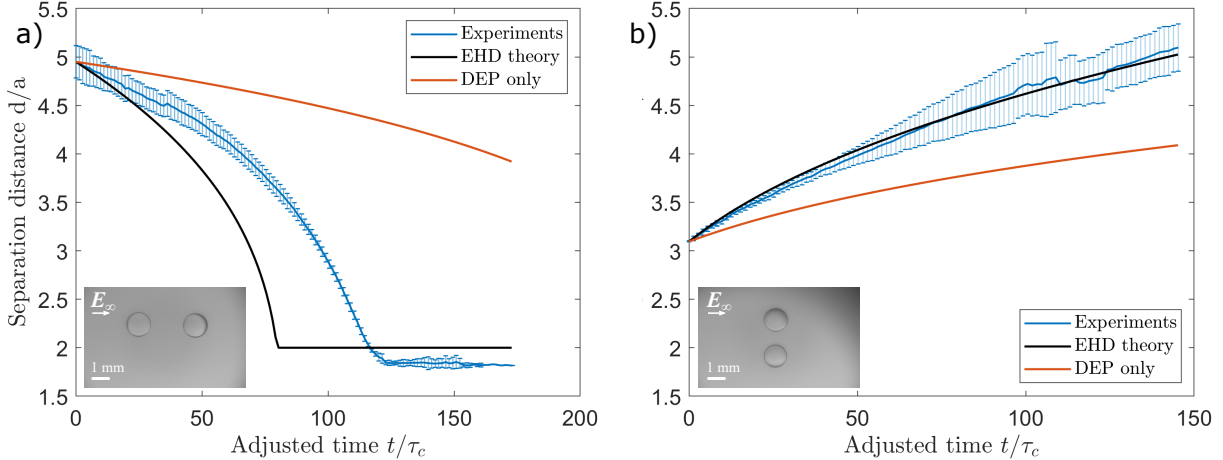 a)
Separation distance d/a
5.5
5
4.5
4
3.5
3
2.5
2
1.5
Experiments
EHD theory
DEP only
E∞
1 mm
0 50 100 150 200
Adjusted time t/τc
b)
5.5
5
4.5
4
3.5
3
2.5
2
1.5
E∞
1 mm
Experiments
EHD theory
DEP only
0 50 100 150
Adjusted time t/τc